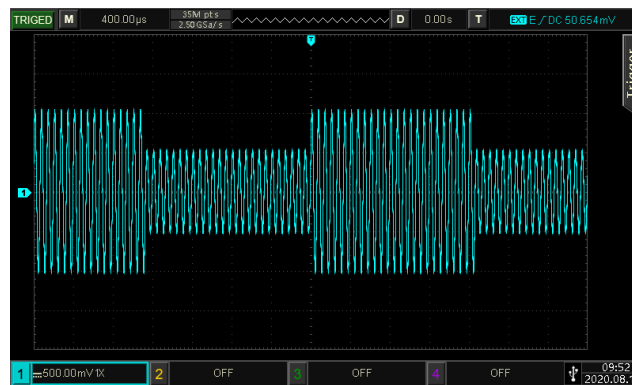 TRIGED M 400.00μs 35M pts D 0.00s T EXT E DC 50.654mV
2.50 GSa/s
T
Trigger
1
1 500.00mV 1X 2 OFF 3 OFF 4 OFF 09:52
2020.08.